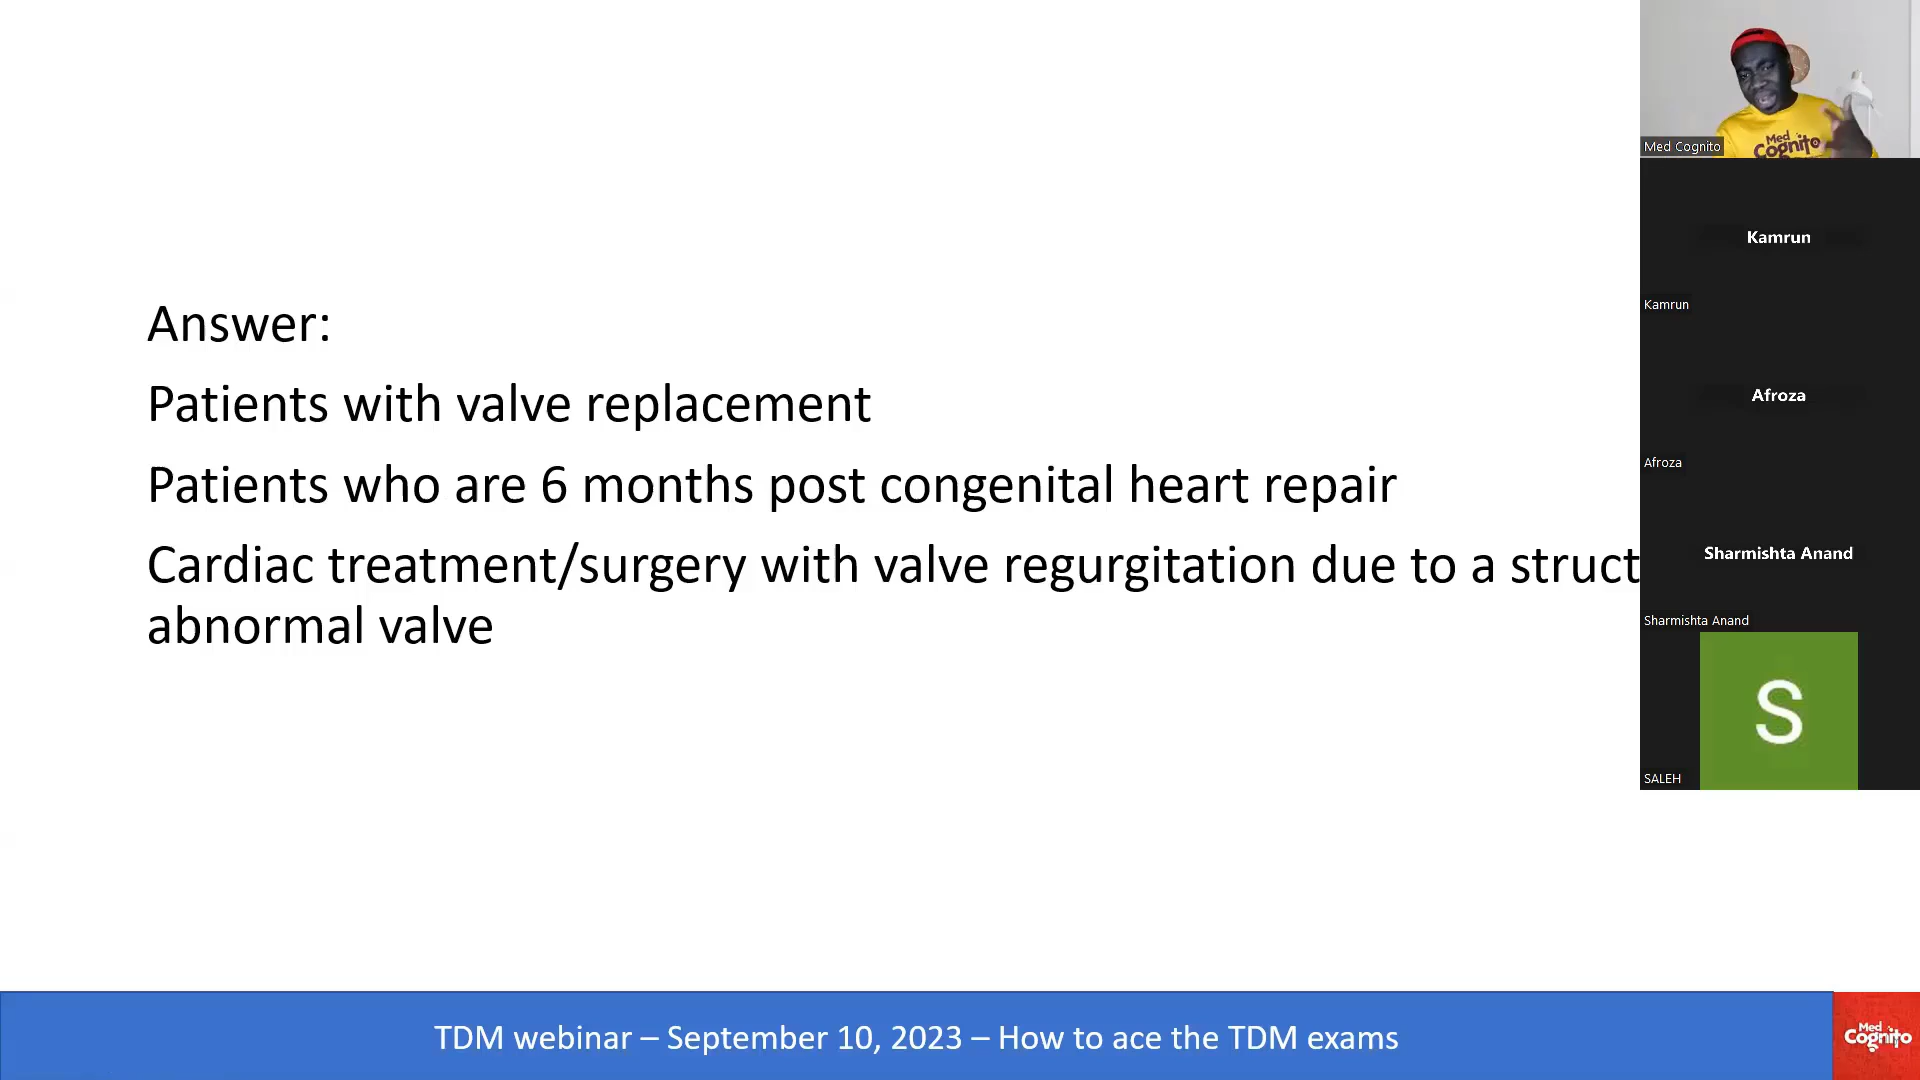 Answer:
Patients with valve replacement
Patients who are 6 months post congenital heart repair
Cardiac treatment/surgery with valve regurgitation due to a struct
abnormal valve
Med
Cognito
Med Cognito
Kamrun
Kamrun
Afroza
Afroza
Sharmishta Anand
Sharmishta Anand
S
SALEH
TDM webinar – September 10, 2023 – How to ace the TDM exams
Med
Cognito